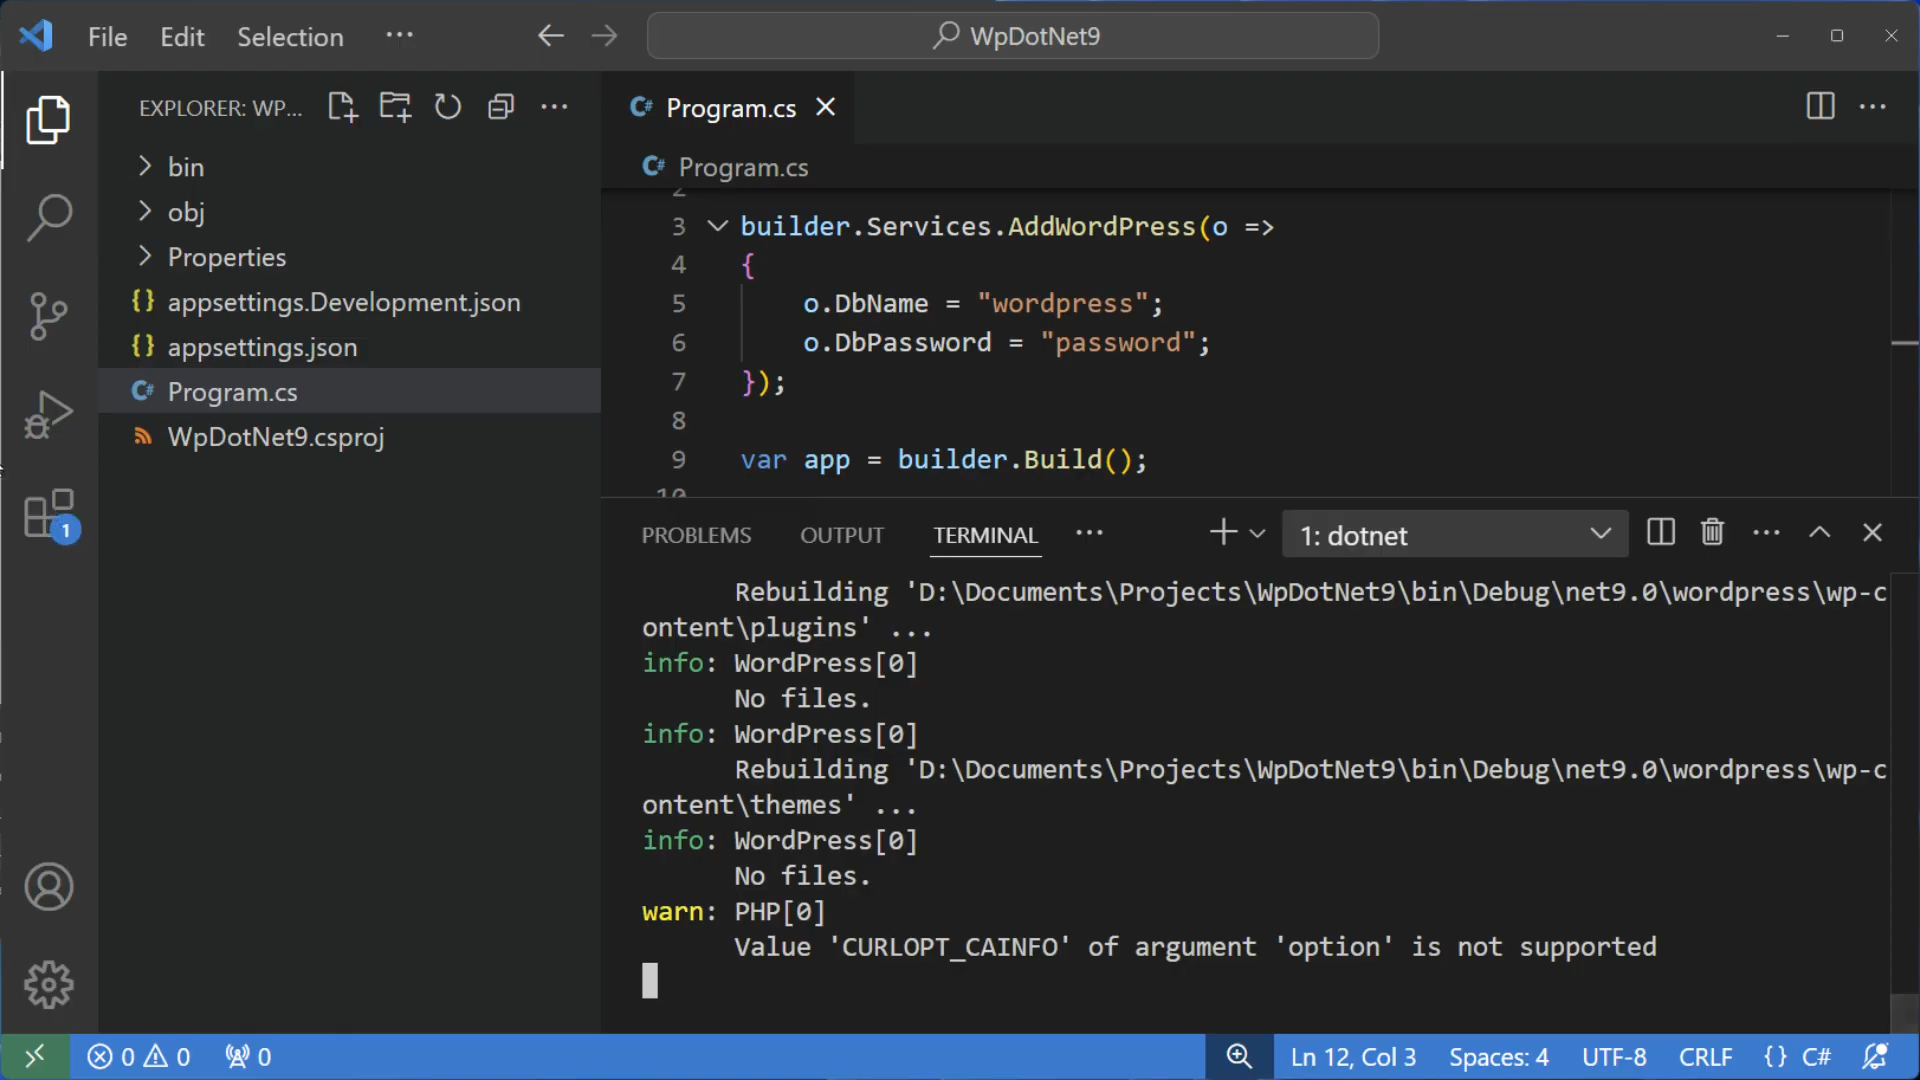 File Edit Selection ··· WpDotNet9
EXPLORER: WP... ···
bin
obj
Properties
{} appsettings.Development.json
{} appsettings.json
C# Program.cs
WpDotNet9.csproj
1
C# Program.cs
C# Program.cs
2
3 builder.Services.AddWordPress(o =>
4 {
5 o.DbName = "wordpress";
6 o.DbPassword = "password";
7 });
8
9 var app = builder.Build();
10
PROBLEMS OUTPUT TERMINAL ··· 1: dotnet ···
Rebuilding 'D:\Documents\Projects\WpDotNet9\bin\Debug\net9.0\wordpress\wp-c
ontent\plugins' ...
info: WordPress[0]
No files.
info: WordPress[0]
Rebuilding 'D:\Documents\Projects\WpDotNet9\bin\Debug\net9.0\wordpress\wp-c
ontent\themes' ...
info: WordPress[0]
No files.
warn: PHP[0]
Value 'CURLOPT_CAINFO' of argument 'option' is not supported
0 0 0 Ln 12, Col 3 Spaces: 4 UTF-8 CRLF {} C#